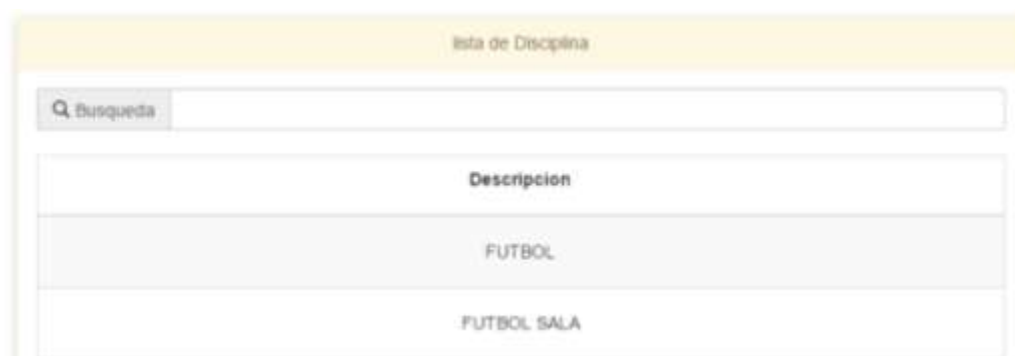 lista de Disciplina
Busqueda
Descripcion
FUTBOL
FUTBOL SALA